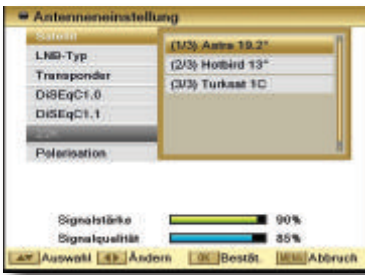 Antenneneinstellung
Satellit
LNB-Typ
Transponder
DiSEqC1.0
DiSEqC1.1
22K
Polarisation
(1/3) Astra 19.2°
(2/3) Hotbird 13°
(3/3) Turksat 1C
Signalstärke 90%
Signalqualität 85%
Auswahl Ändern OK Bestät. MENU Abbruch